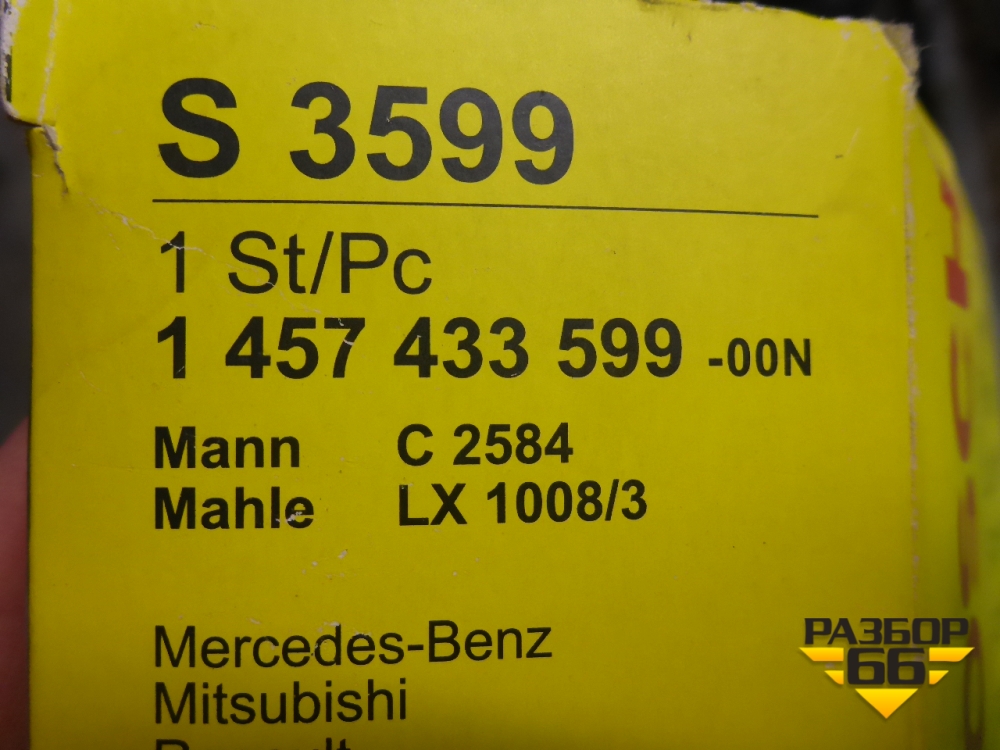 S 3599
1 St/Pc
1 457 433 599 -00N
Mann C 2584
Mahle LX 1008/3
Mercedes-Benz
Mitsubishi
Renault
РАЗБОР
66